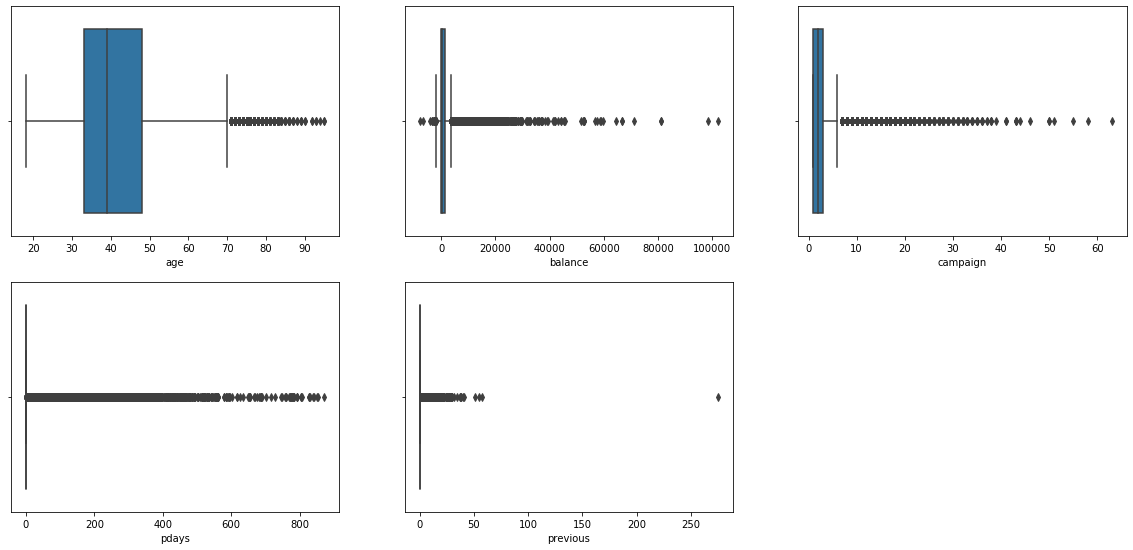 20 30 40 50 60 70 80 90
age
0 20000 40000 60000 80000 100000
balance
0 10 20 30 40 50 60
campaign
0 200 400 600 800
pdays
0 50 100 150 200 250
previous